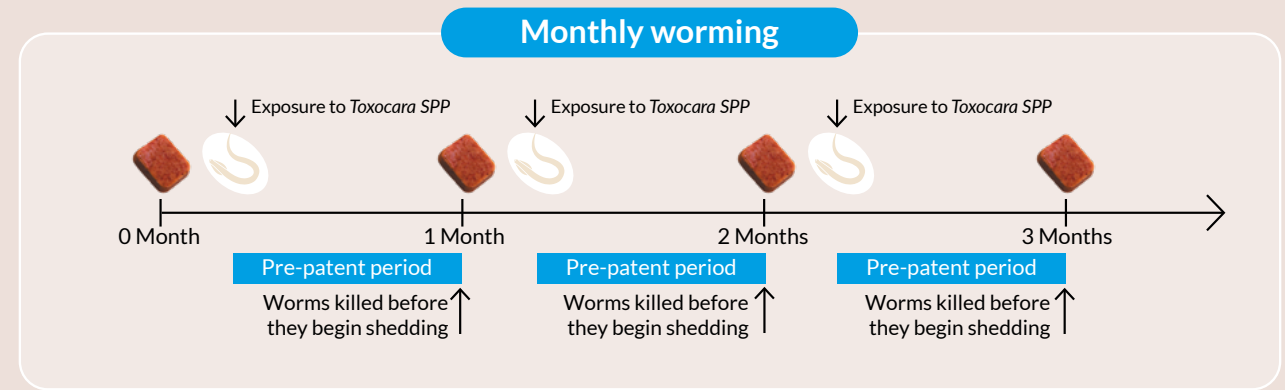 Monthly worming
Exposure to Toxocara SPP
Exposure to Toxocara SPP
Exposure to Toxocara SPP
0 Month
1 Month
2 Months
3 Months
Pre-patent period
Pre-patent period
Pre-patent period
Worms killed before
they begin shedding
Worms killed before
they begin shedding
Worms killed before
they begin shedding